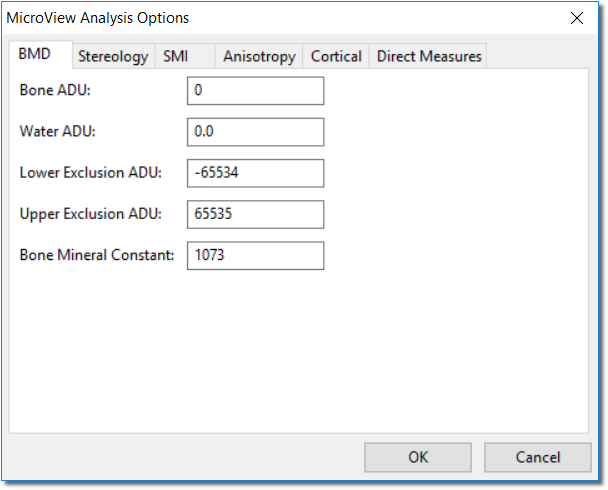 MicroView Analysis Options
BMD Stereology SMI Anisotropy Cortical Direct Measures
Bone ADU: 0
Water ADU: 0.0
Lower Exclusion ADU: -65534
Upper Exclusion ADU: 65535
Bone Mineral Constant: 1073
OK Cancel